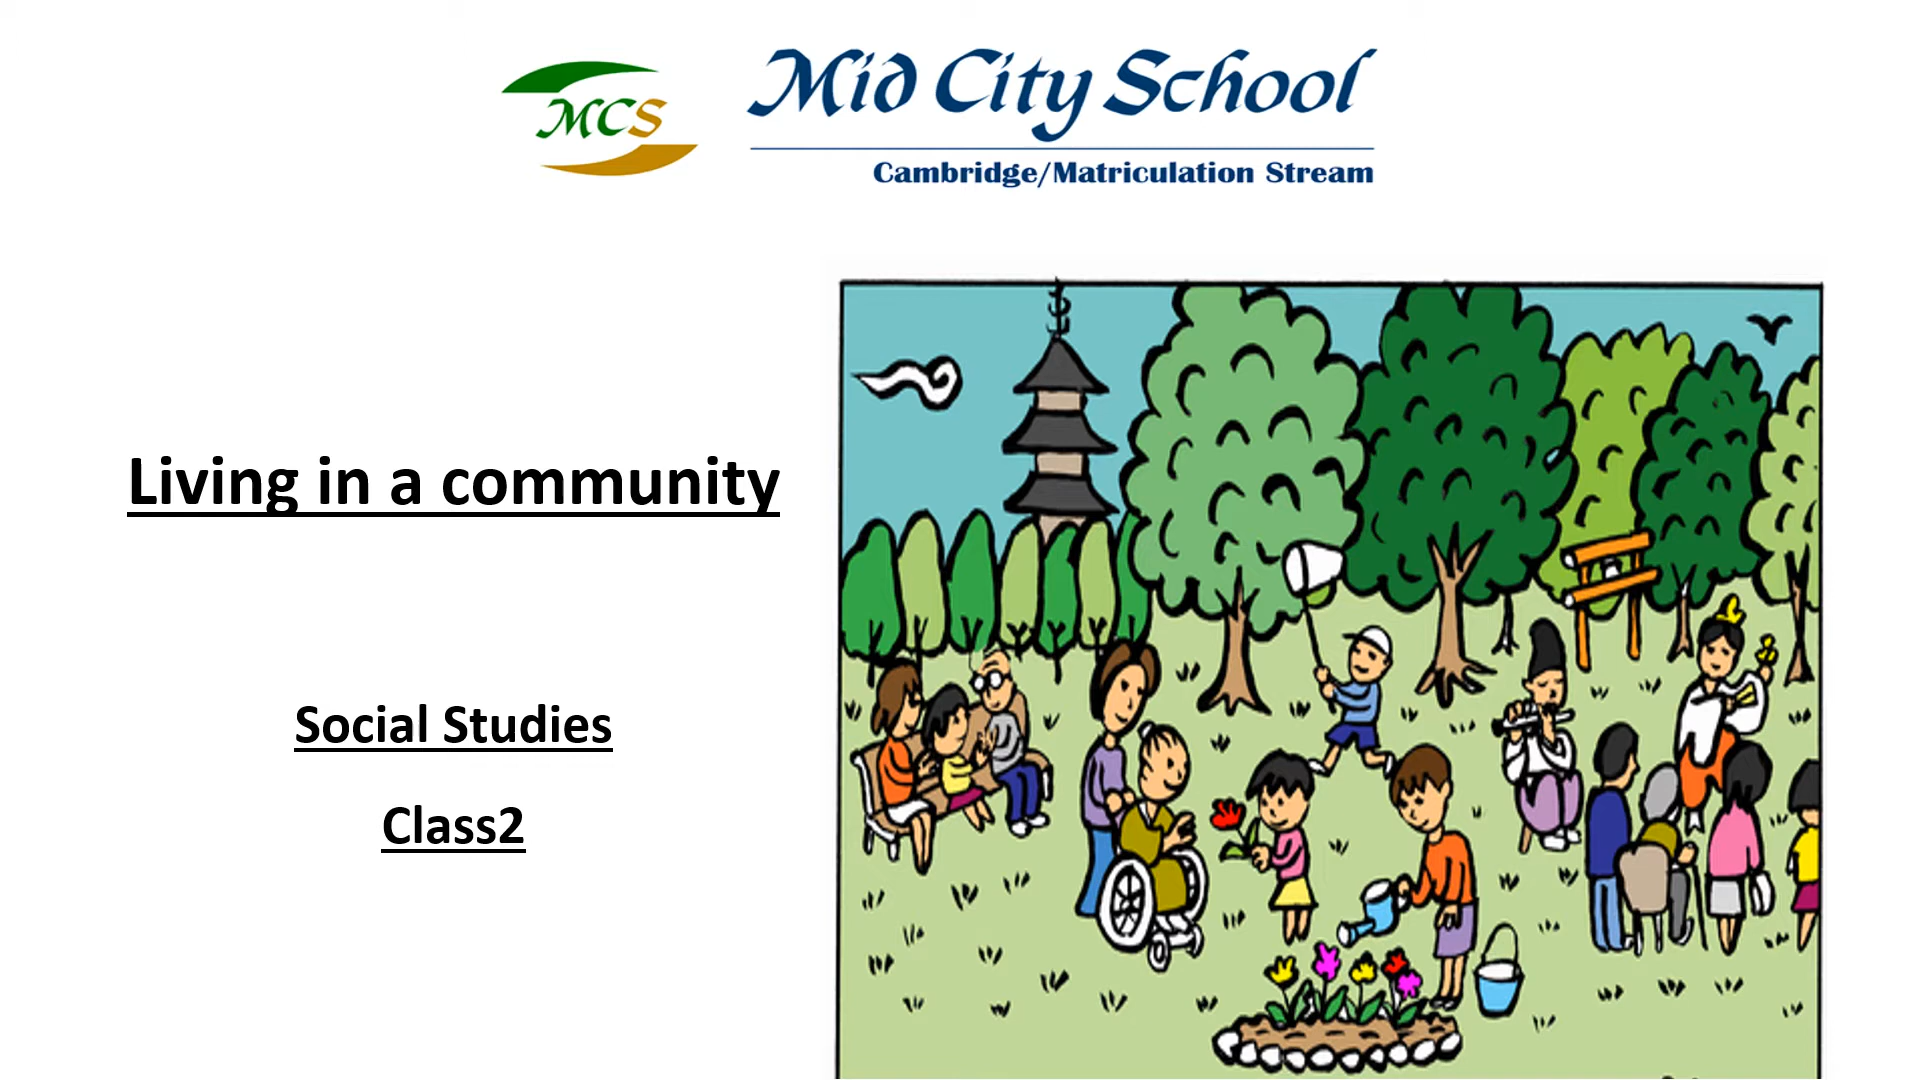 MCS
Mid City School
Cambridge/Matriculation Stream
Living in a community
Social Studies
Class2